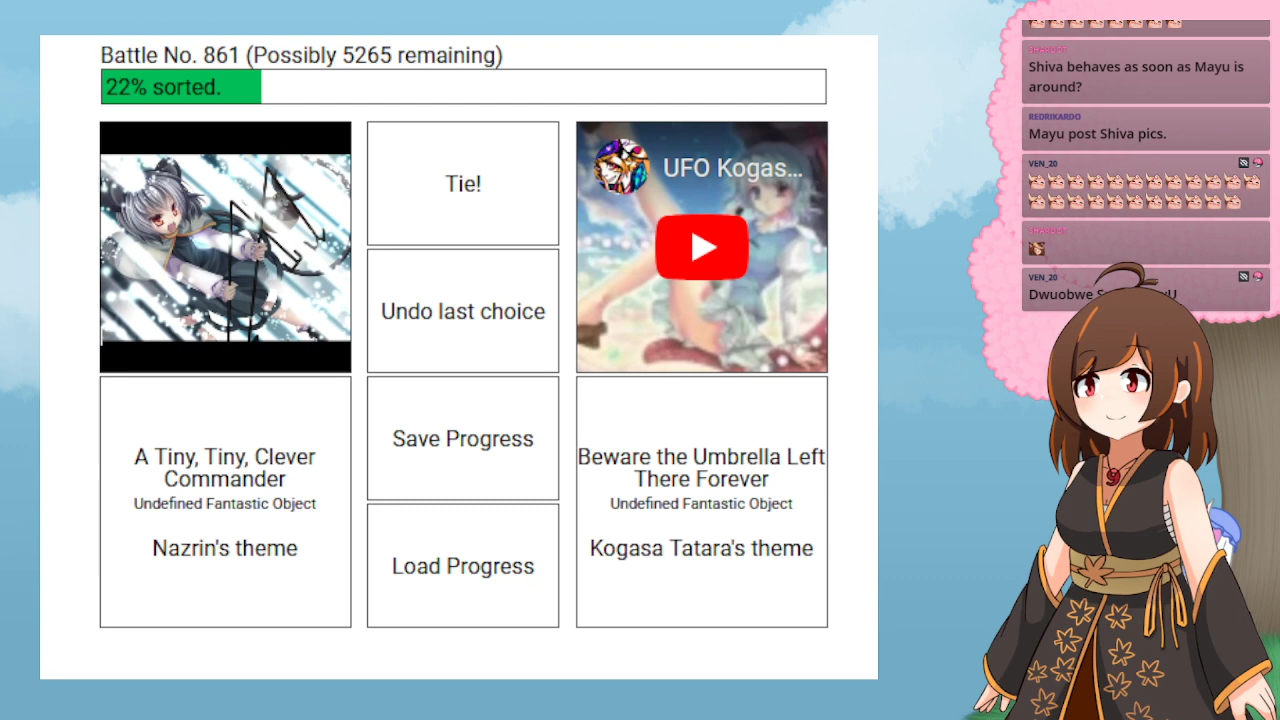 Battle No. 861 (Possibly 5265 remaining)
22% sorted.
Tie!
Undo last choice
Save Progress
Load Progress
UFO Kogas...
A Tiny, Tiny, Clever
Commander
Undefined Fantastic Object
Nazrin's theme
Beware the Umbrella Left
There Forever
Undefined Fantastic Object
Kogasa Tatara's theme
Shiva behaves as soon as Mayu is
around?
REDRIKARDO
Mayu post Shiva pics.
VEN_20
VEN_20
Dwuobwe
9